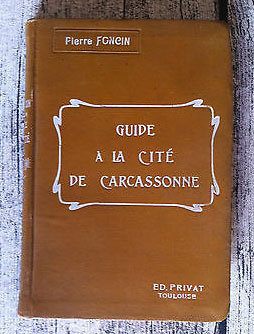 Pierre FONCIN
GUIDE
À LA CITÉ
DE CARCASSONNE
ED. PRIVAT
TOULOUSE